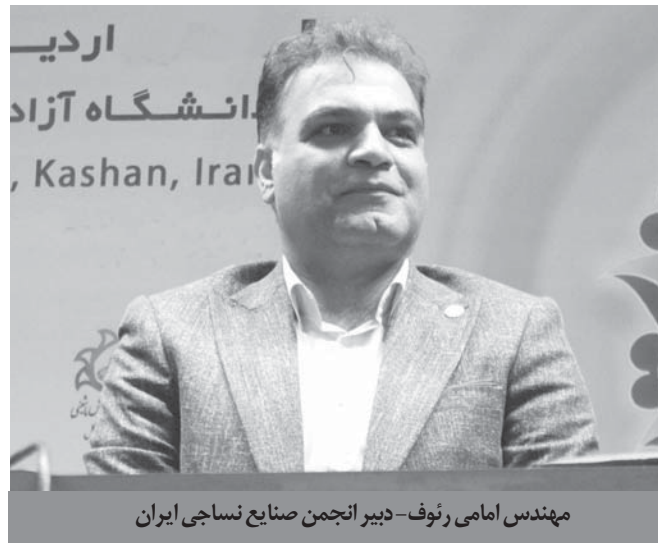 اردیـ
دانـشـگـاه آزاد
, Kashan, Iran
مهندس امامی رئوف-دبیر انجمن صنایع نساجی ایران